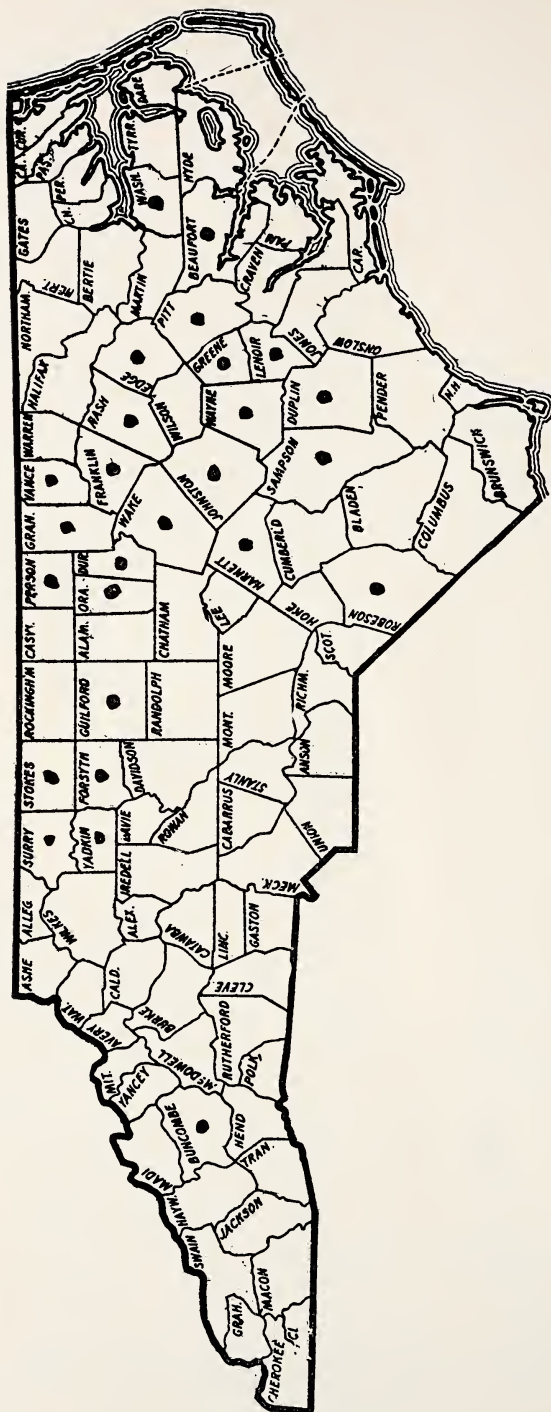 CHEROKEE
CL
GRAH.
MACON
SWAIN
JACKSON
HAYW.
MADI
BUNCOMBE
HEND
TRAN
YANCEY
MIT.
AVERY
McDOWELL
POLK
RUTHERFORD
BURKE
CLEVE
WAT.
CALD.
ASHE
ALLEG
WILKES
ALEX.
CATAWBA
LINC.
GASTON
SURRY
YADKIN
IREDELL
DAVIE
ROWAN
MECK.
CABARRUS
UNION
STOKES
FORSYTH
DAVIDSON
STANLY
ANSON
ROCKINGH'M
GUILFORD
RANDOLPH
MONT.
RICHM.
CASW.
ALAM.
CHATHAM
MOORE
SCOT.
PERSON
ORA.
DUR.
LEE
HOKE
ROBESON
GRAN.
WAKE
HARNETT
CUMBERLD
BLADEN
COLUMBUS
VANCE
FRANKLIN
JOHNSTON
SAMPSON
BRUNSWICK
WARREN
NASH
WILSON
WAYNE
DUPLIN
PENDER
N.H.
HALIFAX
EDGE
GREENE
LENOIR
JONES
ONSLOW
NORTHAM.
HERT.
BERTIE
MARTIN
PITT
CRAVEN
PAM.
CAR.
GATES
CH.
PER.
PAS.
CA.
CUR.
WASH.
TYRR.
DARE
BEAUFORT
HYDE